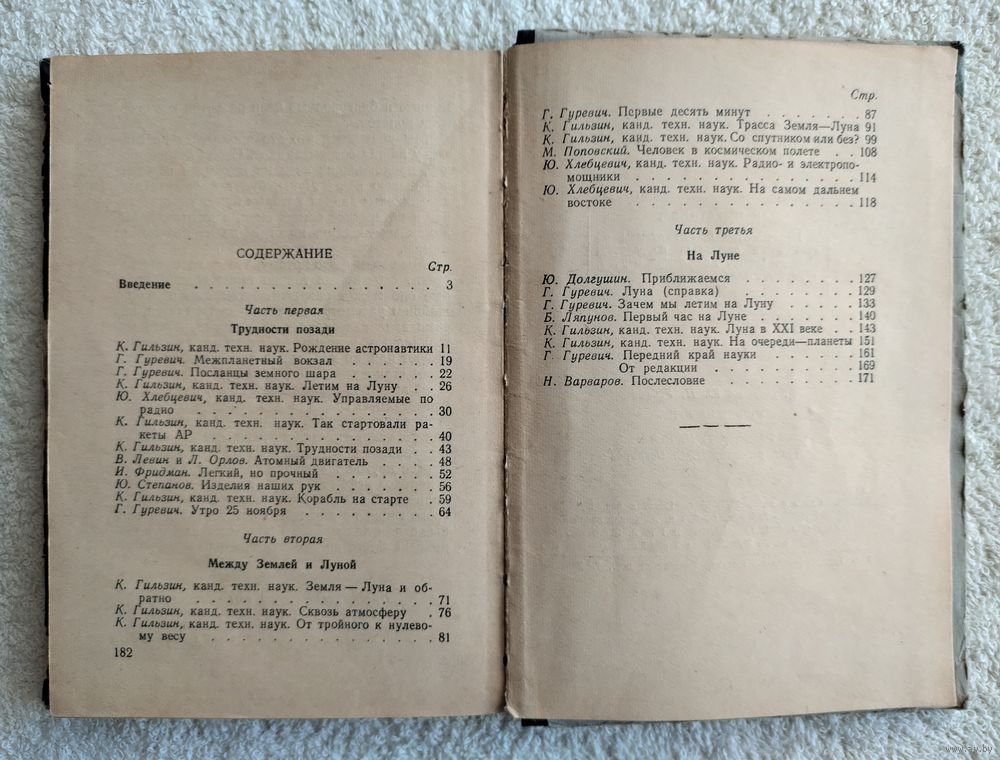 СОДЕРЖАНИЕ
Стр.
Введение . . . . . . . . . . . . . . . . 3
Часть первая
Трудности позади
К. Гильзин, канд. техн. наук. Рождение астронавтики 11
Г. Гуревич. Межпланетный вокзал . . . . . . . 19
Г. Гуревич. Посланцы земного шара . . . . . . 22
К. Гильзин, канд. техн. наук. Летим на Луну . . 26
Ю. Хлебцевич, канд. техн. наук. Управляемые по
радио . . . . . . . . . . . . . . . 30
К. Гильзин, канд. техн. наук. Так стартовали ра-
кеты АР . . . . . . . . . . . . . . 40
К. Гильзин, канд. техн. наук. Трудности позади . . 43
В. Левин и Л. Орлов. Атомный двигатель . . . . 48
И. Фридман. Легкий, но прочный . . . . . . . 52
Ю. Степанов. Изделия наших рук . . . . . . . 56
К. Гильзин, канд. техн. наук. Корабль на старте . 59
Г. Гуревич. Утро 25 ноября . . . . . . . . . 64
Часть вторая
Между Землей и Луной
К. Гильзин, канд. техн. наук. Земля — Луна и об-
ратно . . . . . . . . . . . . . . . 71
К. Гильзин, канд. техн. наук. Сквозь атмосферу . 76
К. Гильзин, канд. техн. наук. От тройного к нулево-
му весу . . . . . . . . . . . . . . 81
182
Стр.
Г. Гуревич. Первые десять минут . . . . . . . 87
К. Гильзин, канд. техн. наук. Трасса Земля—Луна 91
К. Гильзин, канд. техн. наук. Со спутником или без? 99
М. Поповский. Человек в космическом полете . . 108
Ю. Хлебцевич, канд. техн. наук. Радио- и электропо-
мощники . . . . . . . . . . . . . . 114
Ю. Хлебцевич, канд. техн. наук. На самом дальнем
востоке . . . . . . . . . . . . . . 118
Часть третья
На Луне
Ю. Долгушин. Приближаемся . . . . . . . . 127
Г. Гуревич. Луна (справка) . . . . . . . . . 129
Г. Гуревич. Зачем мы летим на Луну . . . . . 133
Б. Ляпунов. Первый час на Луне . . . . . . . 140
К. Гильзин, канд. техн. наук. Луна в XXI веке . . 143
К. Гильзин, канд. техн. наук. На очереди—планеты 151
Г. Гуревич. Передний край науки . . . . . . . 161
От редакции . . . . . . . . . 169
Н. Варваров. Послесловие . . . . . . . . . 171
www.ay.by